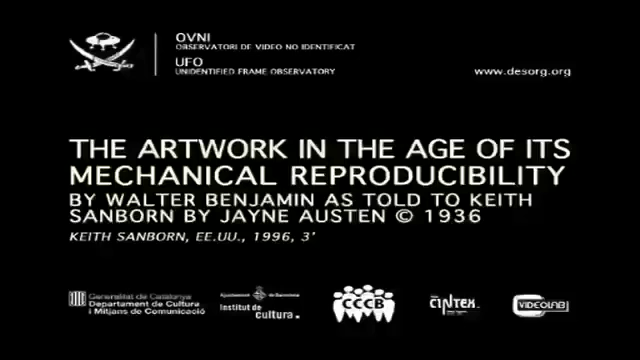 OVNI
OBSERVATORI DE VIDEO NO IDENTIFICAT
UFO
UNIDENTIFIED FRAME OBSERVATORY
www.desorg.org
THE ARTWORK IN THE AGE OF ITS
MECHANICAL REPRODUCIBILITY
BY WALTER BENJAMIN AS TOLD TO KEITH
SANBORN BY JAYNE AUSTEN © 1936
KEITH SANBORN, EE.UU., 1996, 3'
Generalitat de Catalunya
Departament de Cultura
i Mitjans de Comunicació
Ajuntament de Barcelona
Institut de
cultura.
CCCB
CINTEX
VIDEOLAB